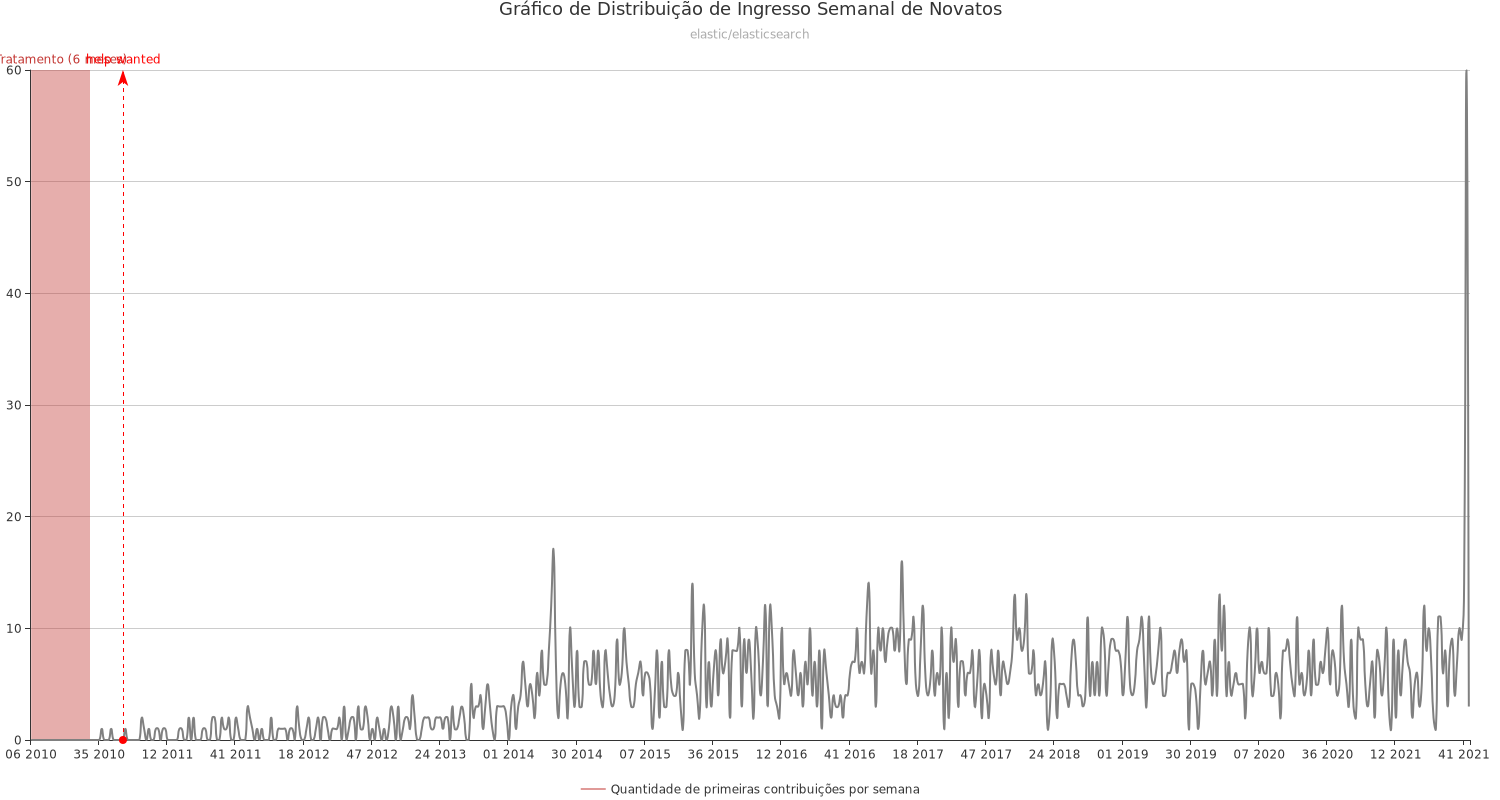 Gráfico de Distribuição de Ingresso Semanal de Novatos
elastic/elasticsearch
Tratamento (6 meses)
help wanted
60
50
40
30
20
10
0
06 2010 35 2010 12 2011 41 2011 18 2012 47 2012 24 2013 01 2014 30 2014 07 2015 36 2015 12 2016 41 2016 18 2017 47 2017 24 2018 01 2019 30 2019 07 2020 36 2020 12 2021 41 2021
Quantidade de primeiras contribuições por semana